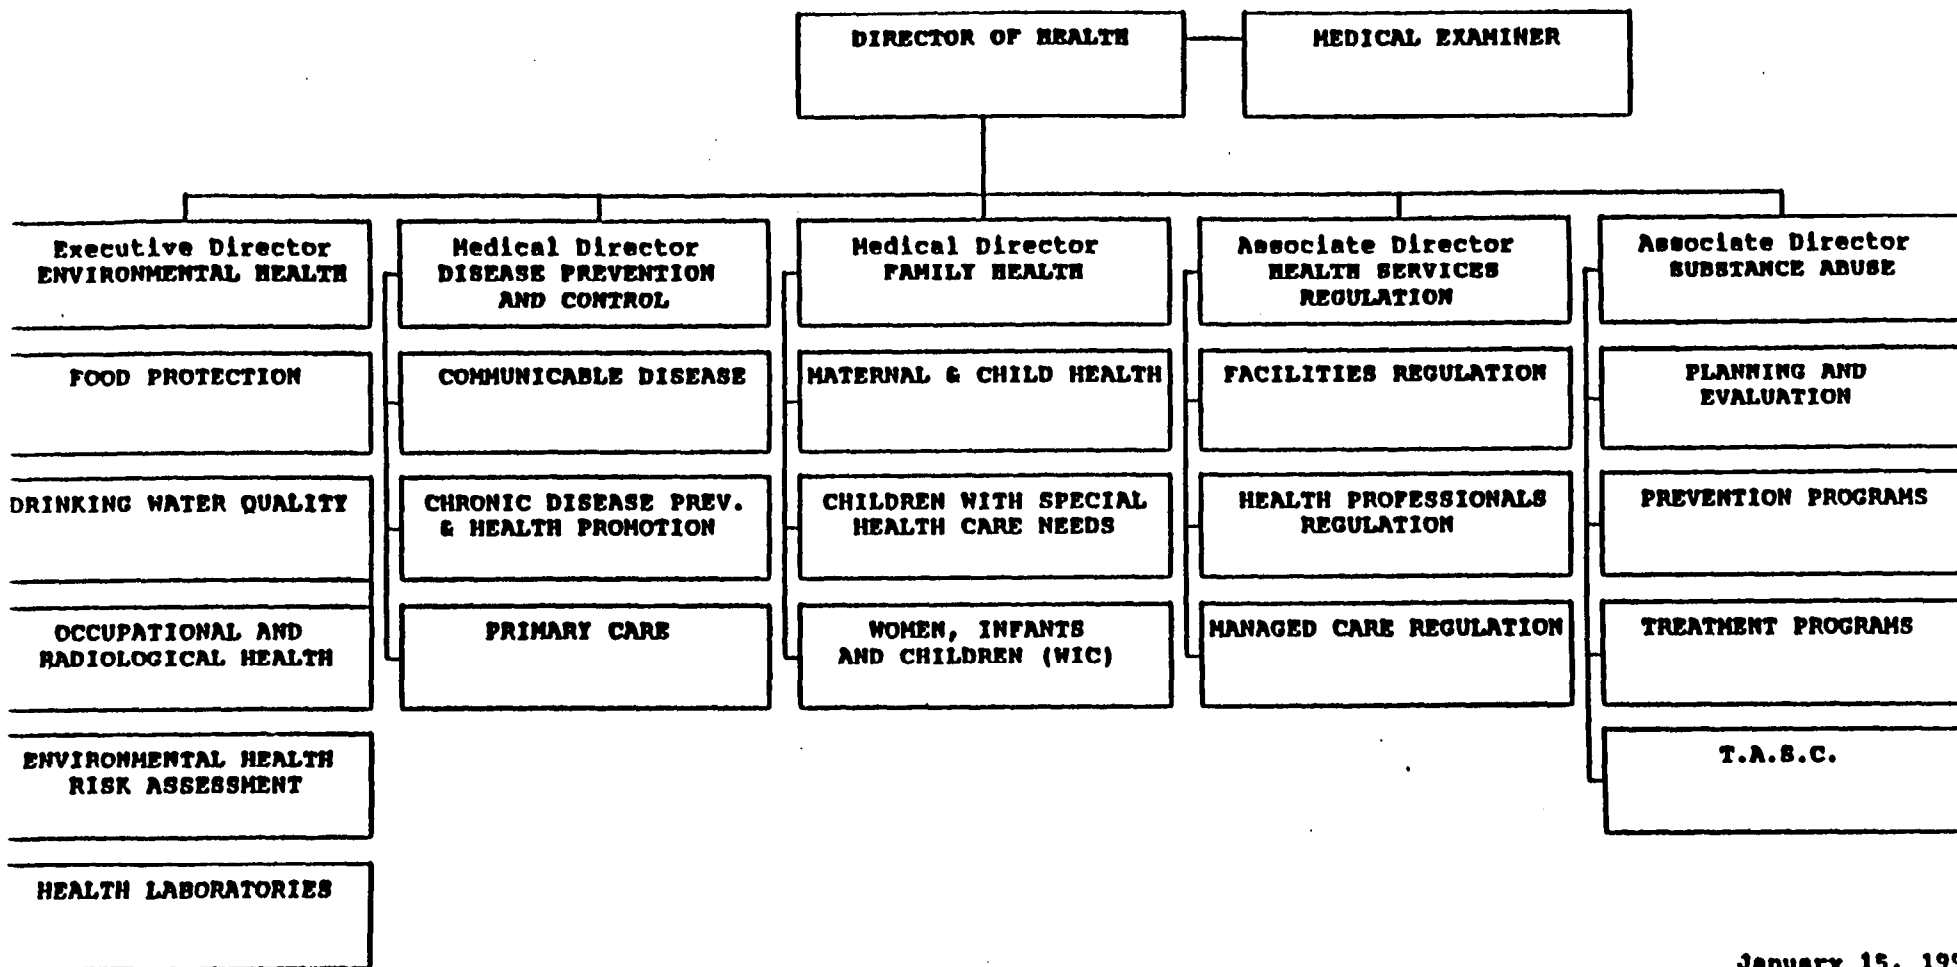 DIRECTOR OF HEALTH
MEDICAL EXAMINER
Executive Director
ENVIRONMENTAL HEALTH
Medical Director
DISEASE PREVENTION
AND CONTROL
Medical Director
FAMILY HEALTH
Associate Director
HEALTH SERVICES
REGULATION
Associate Director
SUBSTANCE ABUSE
FOOD PROTECTION
COMMUNICABLE DISEASE
MATERNAL & CHILD HEALTH
FACILITIES REGULATION
PLANNING AND
EVALUATION
DRINKING WATER QUALITY
CHRONIC DISEASE PREV.
& HEALTH PROMOTION
CHILDREN WITH SPECIAL
HEALTH CARE NEEDS
HEALTH PROFESSIONALS
REGULATION
PREVENTION PROGRAMS
OCCUPATIONAL AND
RADIOLOGICAL HEALTH
PRIMARY CARE
WOMEN, INFANTS
AND CHILDREN (WIC)
MANAGED CARE REGULATION
TREATMENT PROGRAMS
ENVIRONMENTAL HEALTH
RISK ASSESSMENT
T.A.S.C.
HEALTH LABORATORIES
January 15,